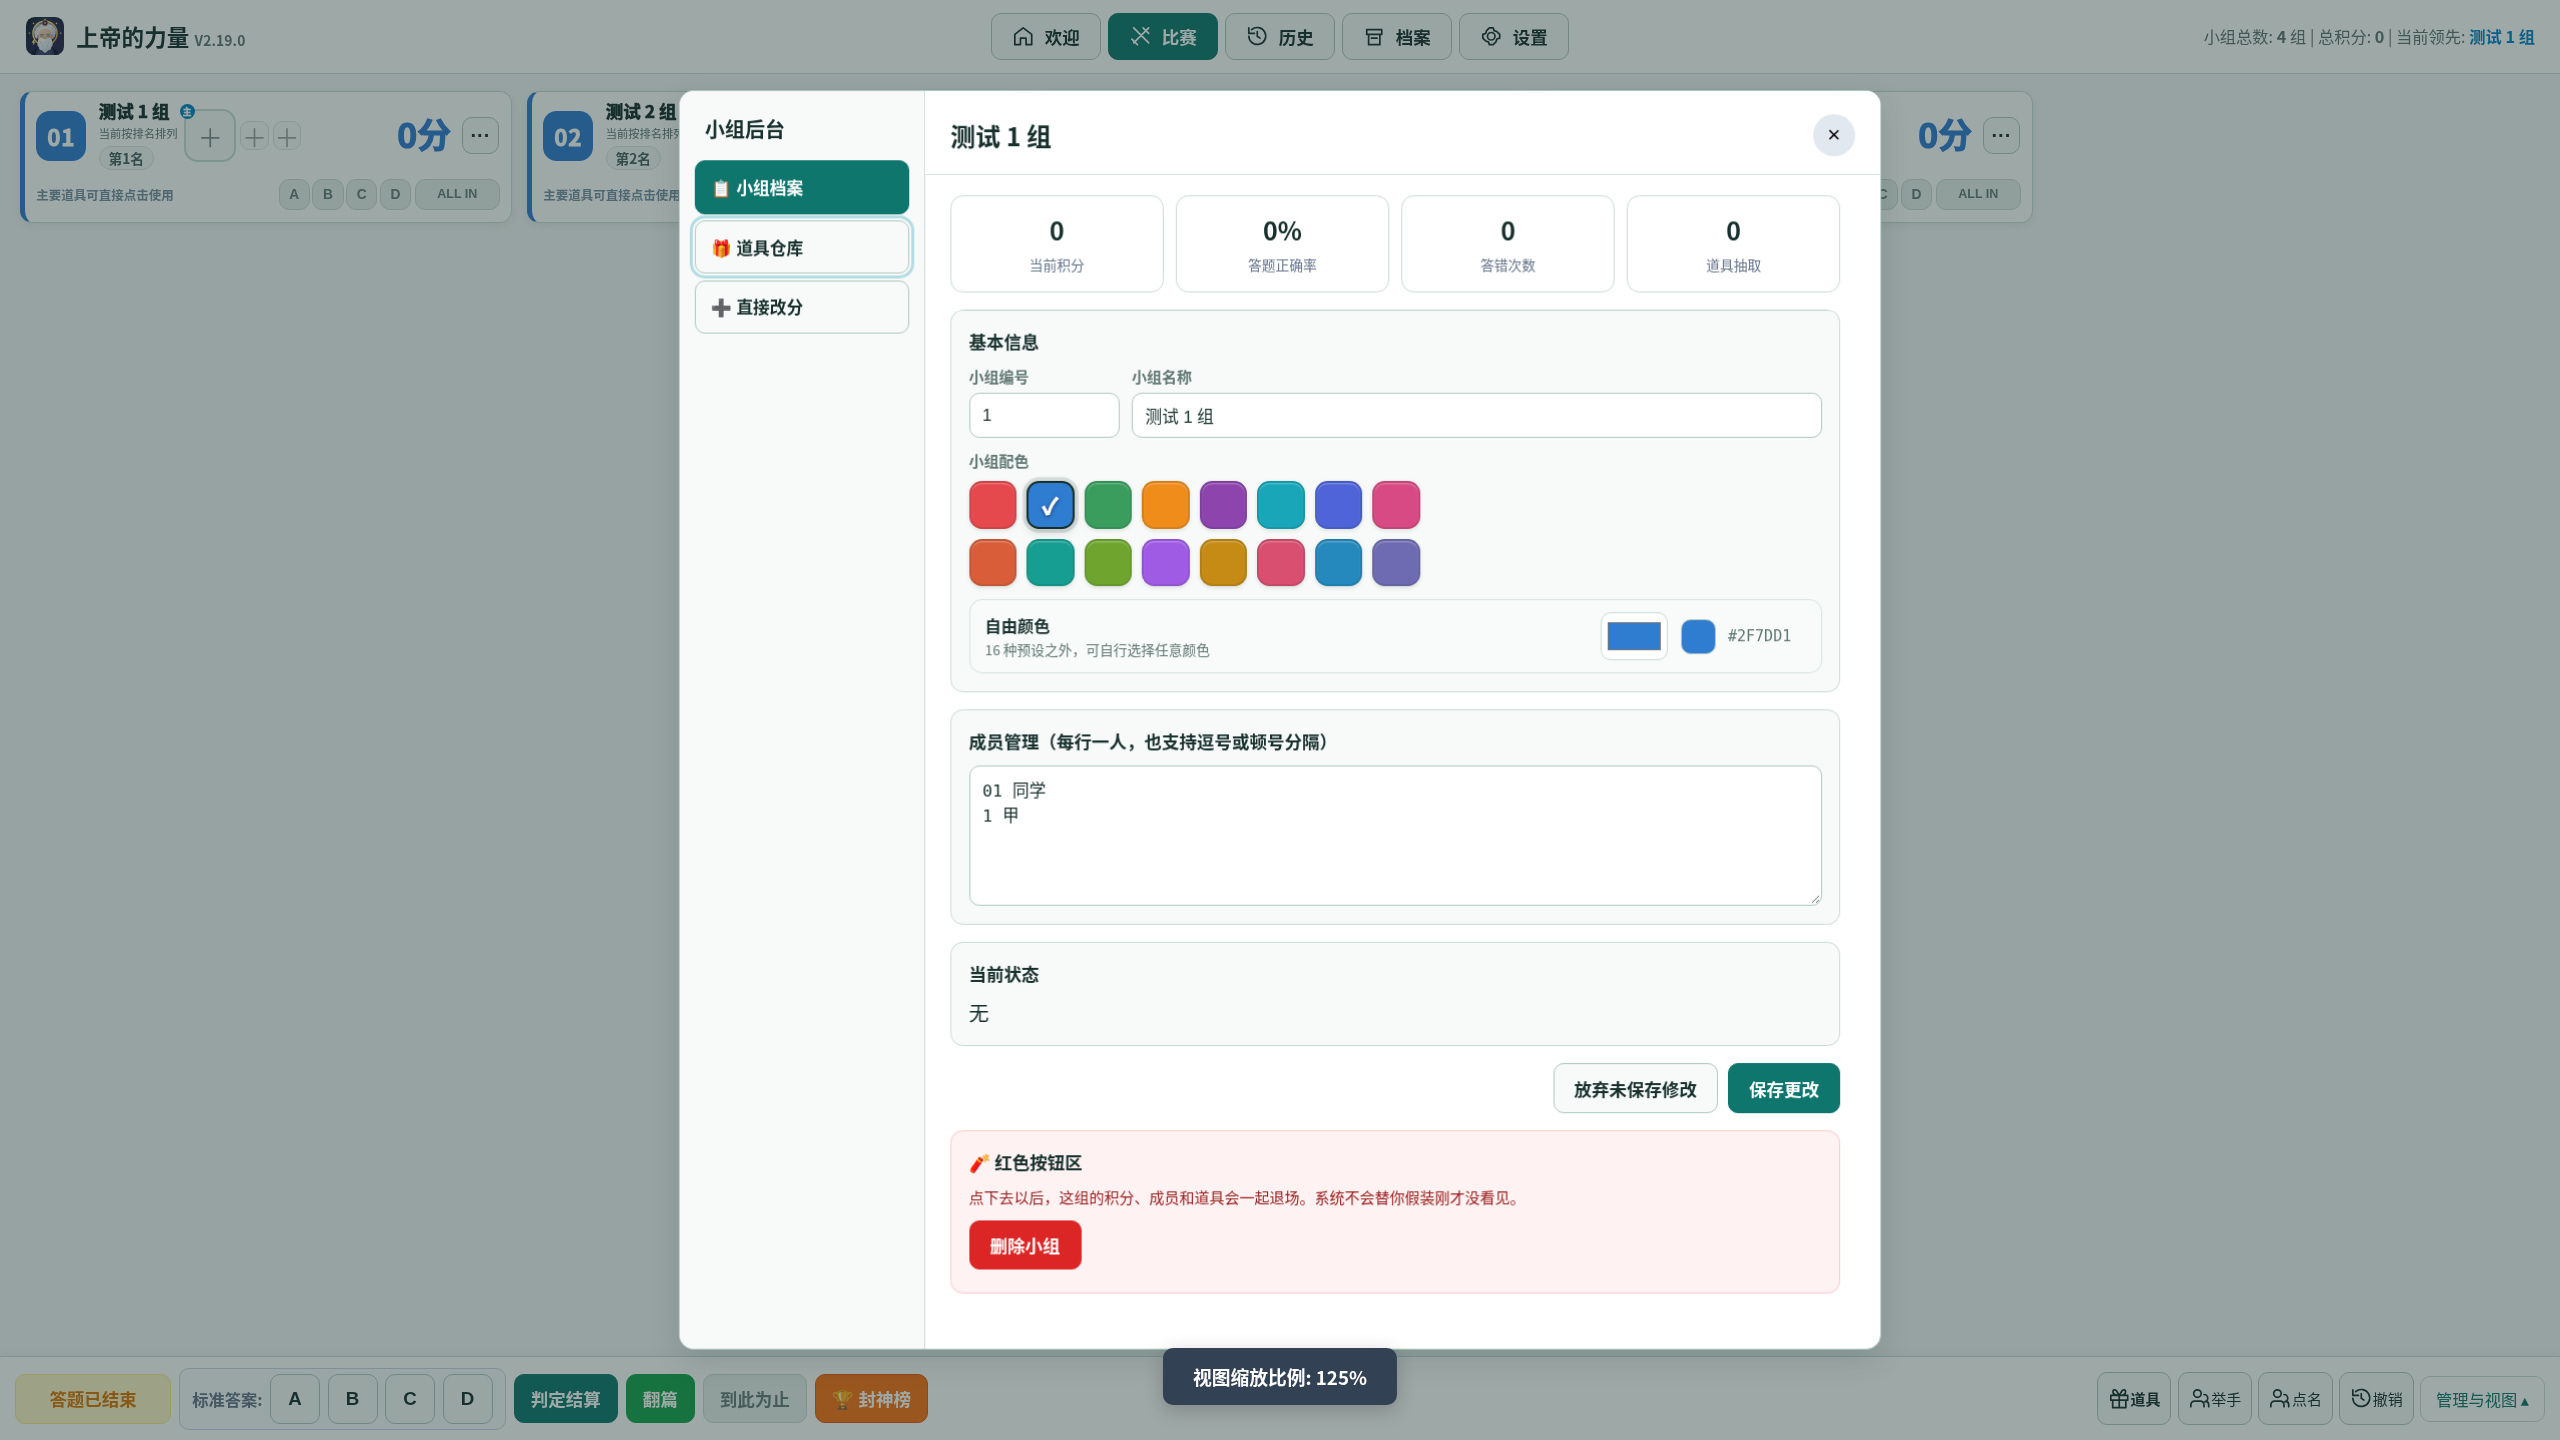 上帝的力量 V2.19.0
欢迎
比赛
历史
档案
设置
小组总数: 4 组 | 总积分: 0 | 当前领先: 测试 1 组
01
测试 1 组
主
当前按排名排列
第1名
0分
...
主要道具可直接点击使用
A
B
C
D
ALL IN
02
测试 2 组
当前按排名排列
第2名
主要道具可直接点击使用
0分
...
C
D
ALL IN
小组后台
小组档案
道具仓库
直接改分
测试 1 组
×
0
当前积分
0%
答题正确率
0
答错次数
0
道具抽取
基本信息
小组编号
小组名称
1
测试 1 组
小组配色
自由颜色
16 种预设之外，可自行选择任意颜色
#2F7DD1
成员管理（每行一人，也支持逗号或顿号分隔）
01 同学
1 甲
当前状态
无
放弃未保存修改
保存更改
红色按钮区
点下去以后，这组的积分、成员和道具会一起退场。系统不会替你假装刚才没看见。
删除小组
视图缩放比例: 125%
答题已结束
标准答案:
A
B
C
D
判定结算
翻篇
到此为止
封神榜
道具
举手
点名
撤销
管理与视图 ▴